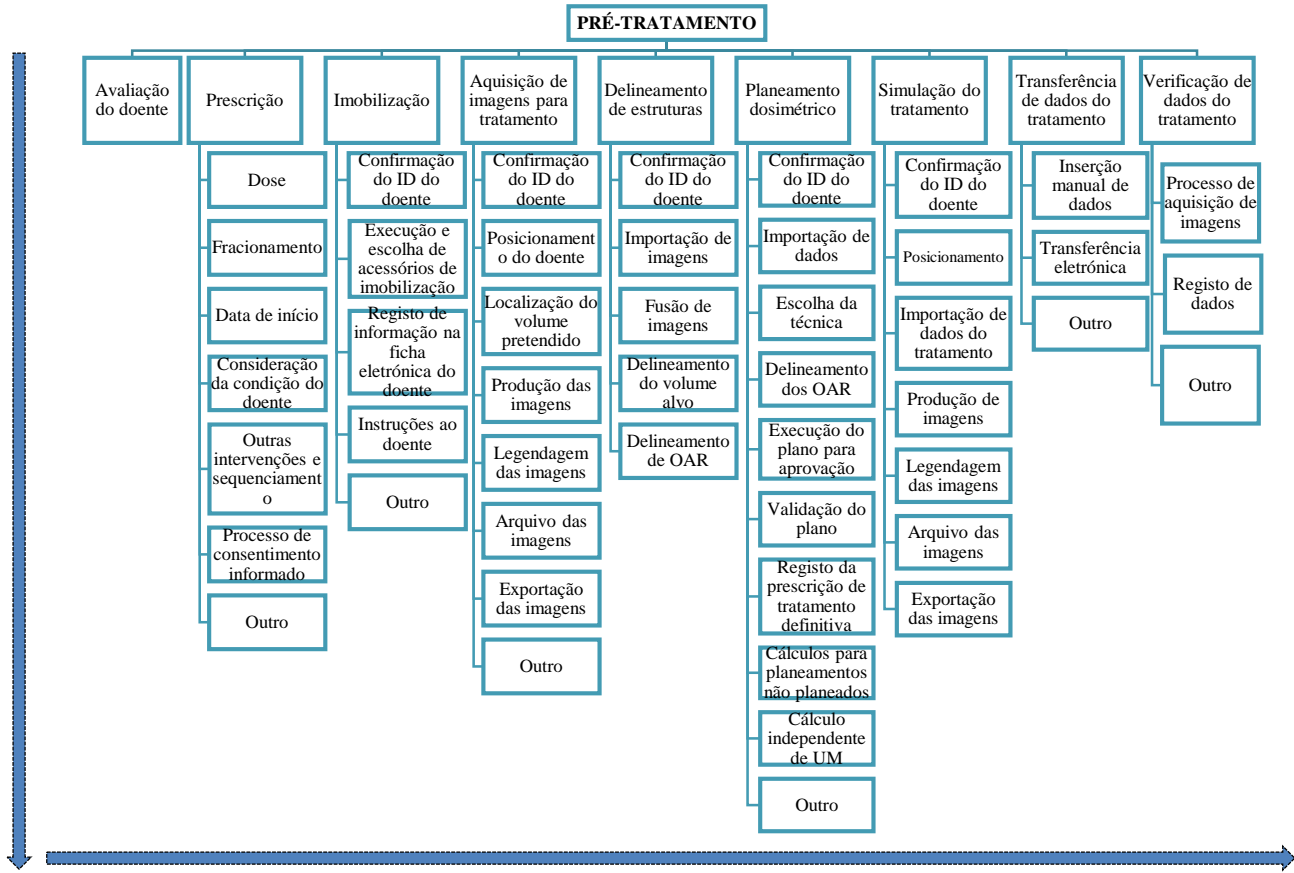 PRÉ-TRATAMENTO
Avaliação
do doente
Prescrição
Dose
Fracionamento
Data de início
Consideração
da condição do
doente
Outras
intervenções e
sequenciament
o
Processo de
consentimento
informado
Outro
Imobilização
Confirmação
do ID do
doente
Execução e
escolha de
acessórios de
imobilização
Registo de
informação na
ficha
eletrónica do
doente
Instruções ao
doente
Outro
Aquisição de
imagens para
tratamento
Confirmação
do ID do
doente
Posicionament
o do doente
Localização do
volume
pretendido
Produção das
imagens
Legendagem
das imagens
Arquivo das
imagens
Exportação
das imagens
Outro
Delineamento
de estruturas
Confirmação
do ID do
doente
Importação de
imagens
Fusão de
imagens
Delineamento
do volume
alvo
Delineamento
de OAR
Planeamento
dosimétrico
Confirmação
do ID do
doente
Importação de
dados
Escolha da
técnica
Delineamento
dos OAR
Execução do
plano para
aprovação
Validação do
plano
Registo da
prescrição de
tratamento
definitiva
Cálculos para
planeamentos
não planeados
Cálculo
independente
de UM
Outro
Simulação do
tratamento
Confirmação
do ID do
doente
Posicionamento
Importação de
dados do
tratamento
Produção de
imagens
Legendagem
das imagens
Arquivo das
imagens
Exportação
das imagens
Transferência
de dados do
tratamento
Inserção
manual de
dados
Transferência
eletrónica
Outro
Verificação de
dados do
tratamento
Processo de
aquisição de
imagens
Registo de
dados
Outro